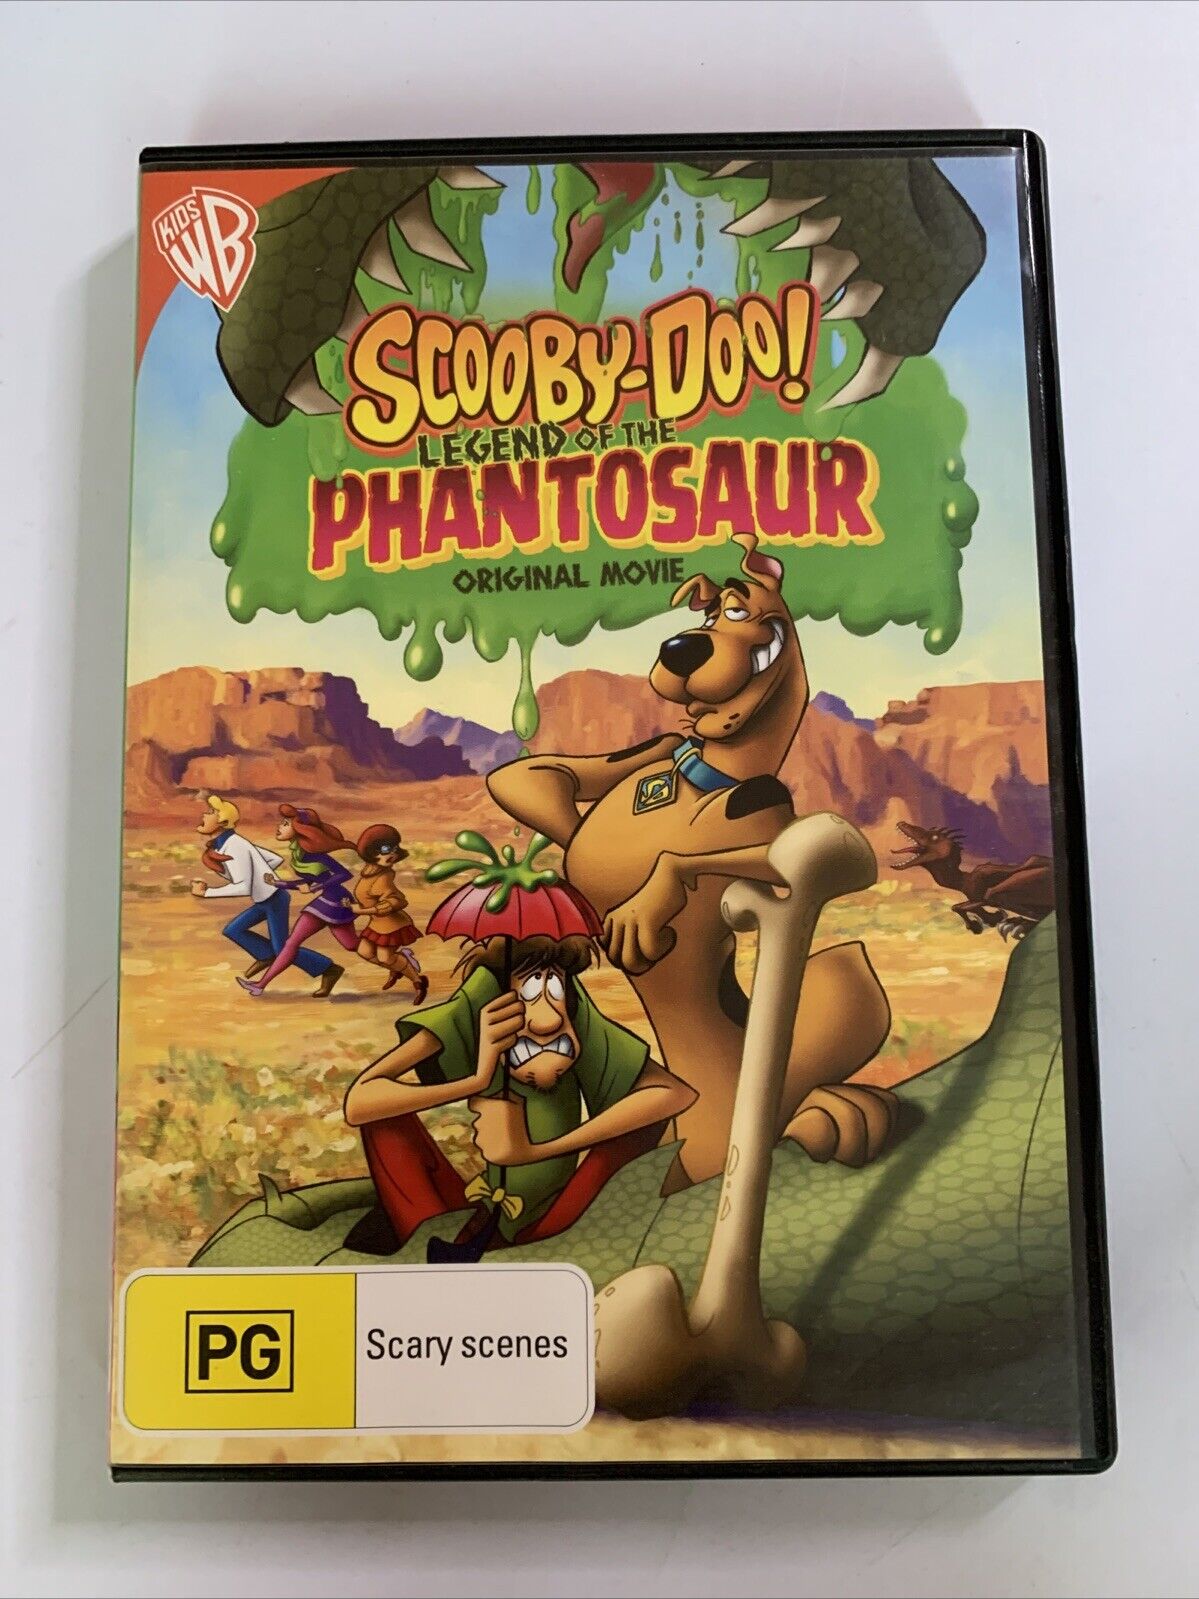 KIDS
WB
SCOOBY-DOO!
LEGEND OF THE
PHANTOSAUR
ORIGINAL MOVIE
PG
Scary scenes